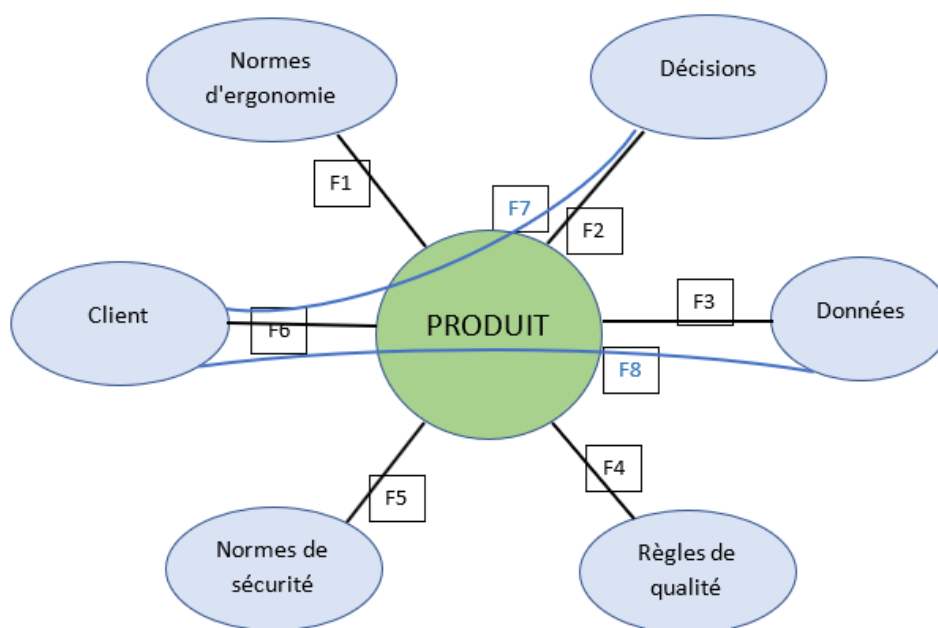 Normes
d'ergonomie
Décisions
F1
F7
F2
Client
F6
PRODUIT
F3
Données
F8
F5
F4
Normes de
sécurité
Règles de
qualité